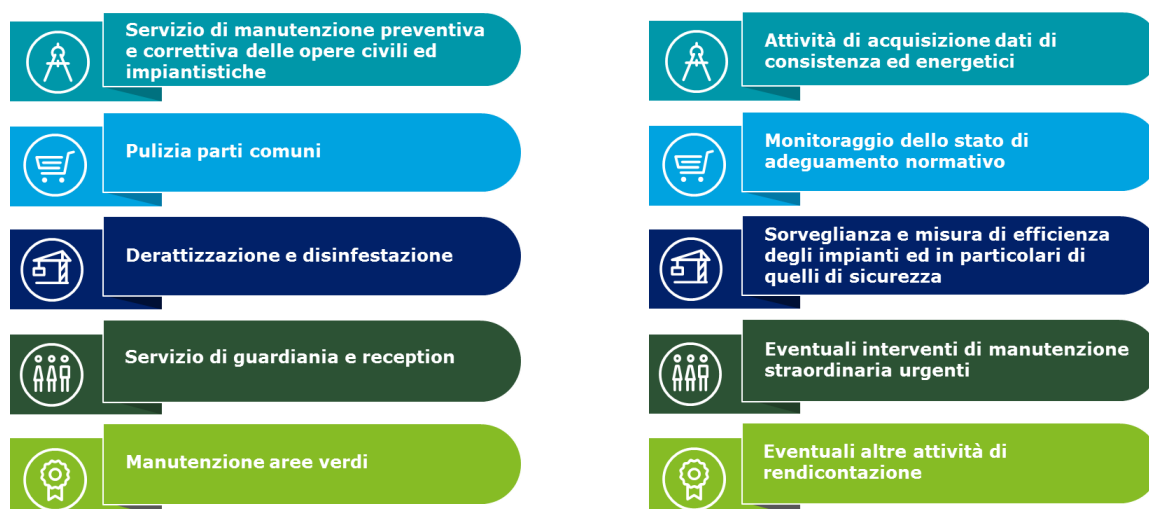 Servizio di manutenzione preventiva
e correttiva delle opere civili ed
impiantistiche
Pulizia parti comuni
Derattizzazione e disinfestazione
Servizio di guardiania e reception
Manutenzione aree verdi
Attività di acquisizione dati di
consistenza ed energetici
Monitoraggio dello stato di
adeguamento normativo
Sorveglianza e misura di efficienza
degli impianti ed in particolari di
quelli di sicurezza
Eventuali interventi di manutenzione
straordinaria urgenti
Eventuali altre attività di
rendicontazione